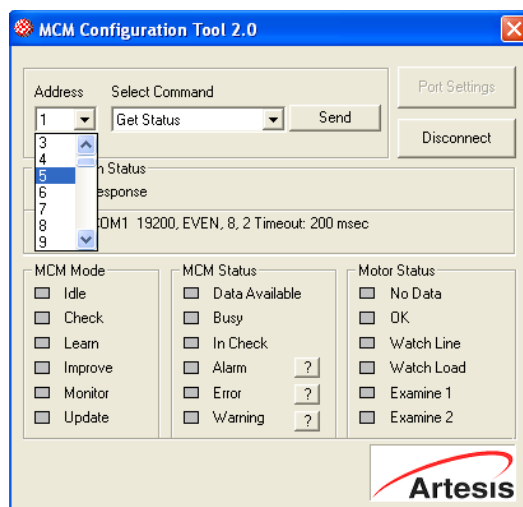 MCM Configuration Tool 2.0
Address Select Command Port Settings
1 Get Status Send
Disconnect
3
4
5
6
7
8
9
n Status
esponse
OM1 19200, EVEN, 8, 2 Timeout: 200 msec
MCM Mode MCM Status Motor Status
Idle Data Available No Data
Check Busy OK
Learn In Check Watch Line
Improve Alarm ? Watch Load
Monitor Error ? Examine 1
Update Warning ? Examine 2
Artesis